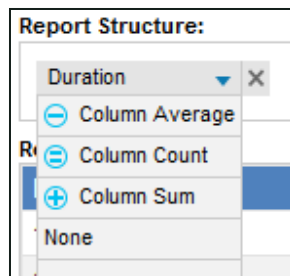 Report Structure:
Duration
Column Average
Column Count
Column Sum
None